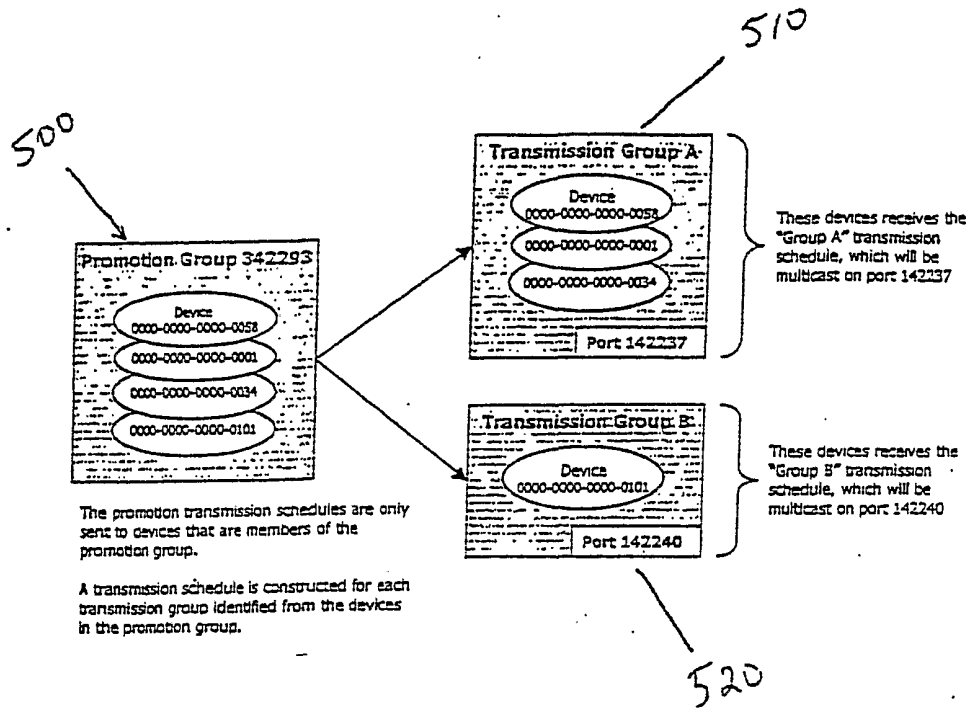 510
500
Transmission Group A
Device
0000-0000-0000-0058
0000-0000-0000-0001
0000-0000-0000-0034
Port 142237
These devices receives the
"Group A" transmission
schedule, which will be
multicast on port 142237
Promotion Group 342293
Device
0000-0000-0000-0058
0000-0000-0000-0001
0000-0000-0000-0034
0000-0000-0000-0101
Transmission Group B
Device
0000-0000-0000-0101
Port 142240
These devices receives the
"Group B" transmission
schedule, which will be
multicast on port 142240
The promotion transmission schedules are only
sent to devices that are members of the
promotion group.
A transmission schedule is constructed for each
transmission group identified from the devices
in the promotion group.
520